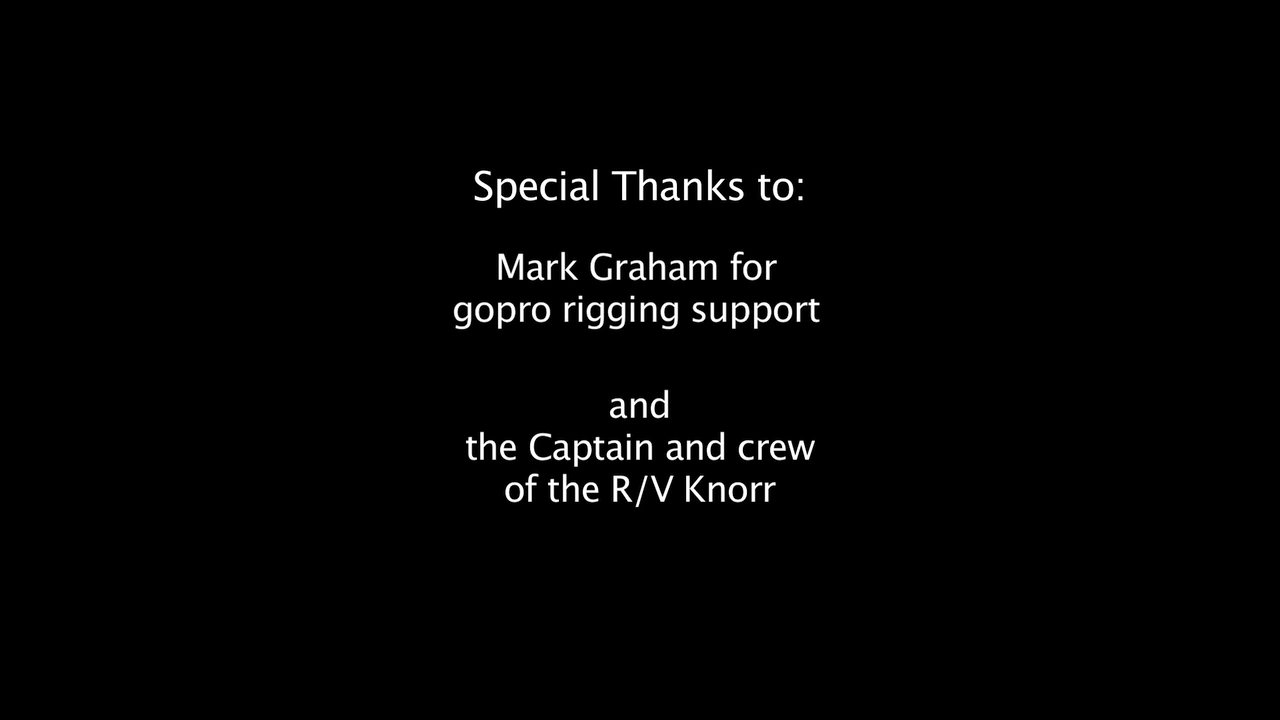 Special Thanks to:
Mark Graham for
gopro rigging support
and
the Captain and crew
of the R/V Knorr